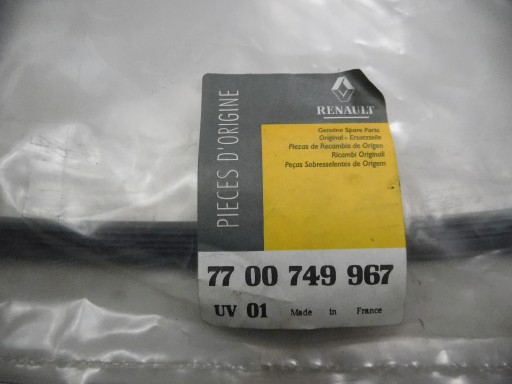 PIECES D'ORIGINE
RENAULT
Genuine Spare Parts
Original - Ersatzteile
Piezas de Recambio de Origen
Ricambi Originali
Peças Sobresselentes de Origem
77 00 749 967
UV 01 Made in France